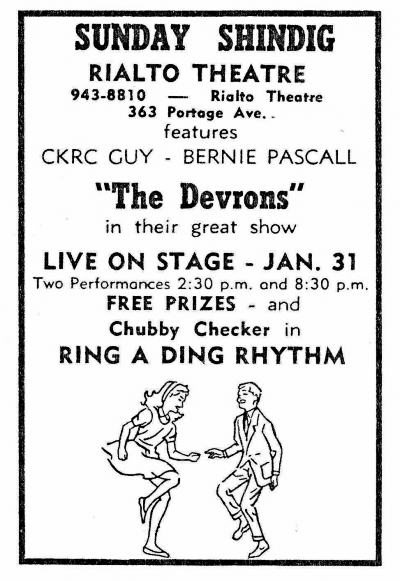 SUNDAY SHINDIG
RIALTO THEATRE
943-8810 — Rialto Theatre
363 Portage Ave..
features
CKRC GUY - BERNIE PASCALL
"The Devrons"
in their great show
LIVE ON STAGE - JAN. 31
Two Performances 2:30 p.m. and 8:30 p.m.
FREE PRIZES - and
Chubby Checker in
RING A DING RHYTHM